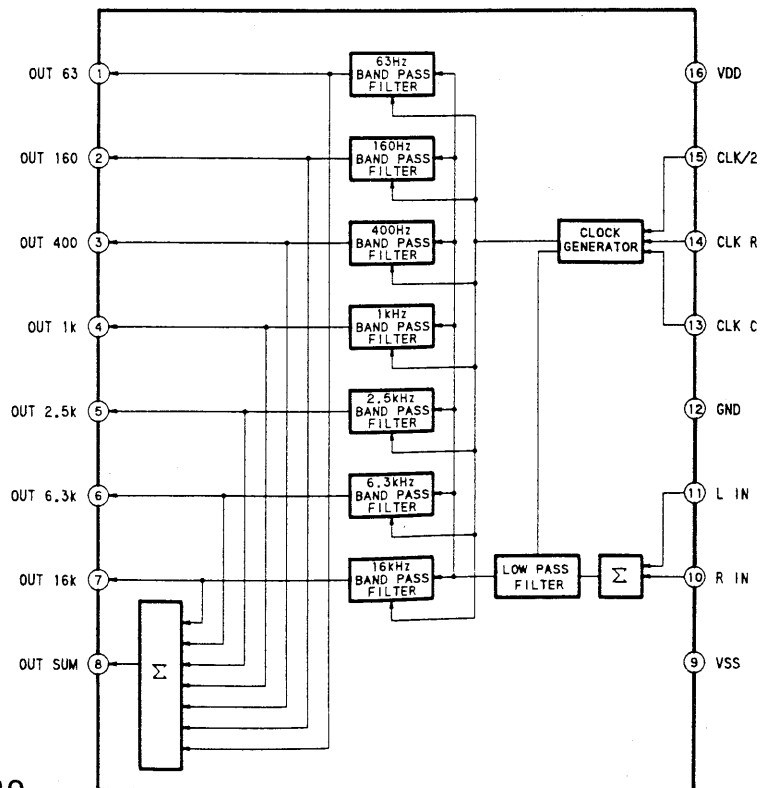 OUT 63 1
63Hz
BAND PASS
FILTER
16 VDD
OUT 160 2
160Hz
BAND PASS
FILTER
15 CLK/2
OUT 400 3
400Hz
BAND PASS
FILTER
CLOCK
GENERATOR
14 CLK R
OUT 1k 4
1kHz
BAND PASS
FILTER
13 CLK C
OUT 2.5k 5
2.5kHz
BAND PASS
FILTER
12 GND
OUT 6.3k 6
6.3kHz
BAND PASS
FILTER
11 L IN
OUT 16k 7
16kHz
BAND PASS
FILTER
LOW PASS
FILTER
Σ
10 R IN
OUT SUM 8
Σ
9 VSS